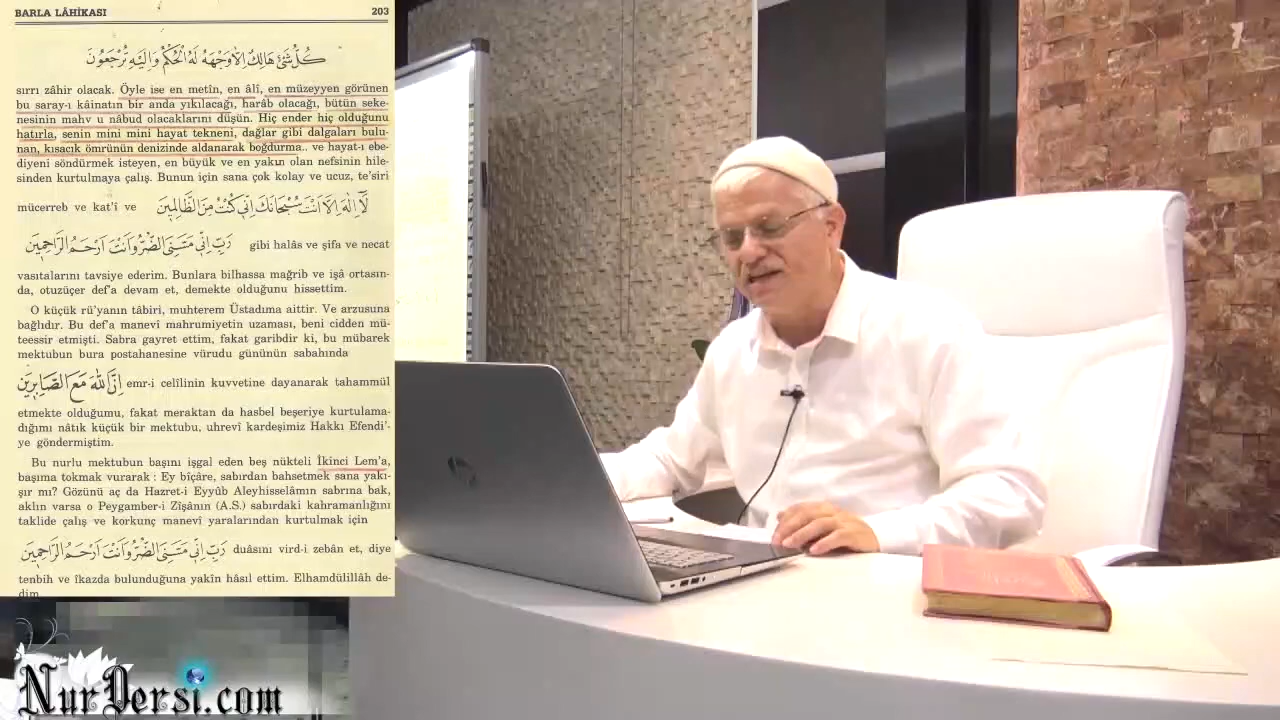 BARLA LÂHİKASI 203
كُلُّ شَيْءٍ هَالِكٌ اِلَّا وَجْهَهُ لَهُ الْحُكْمُ وَاِلَيْهِ تُرْجَعُونَ
sırrı zâhir olacak. Öyle ise en metîn, en âlî, en müzeyyen görünen
bu saray-ı kâinatın bir anda yıkılacağı, harâb olacağı, bütün seke-
nesinin mahv u nâbud olacaklarını düşün. Hiç ender hiç olduğunu
hatırla, senin mini mini hayat tekneni, dağlar gibi dalgaları bulu-
nan, kısacık ömrünün denizinde aldanarak boğdurma.. ve hayat-ı ebe-
diyeni söndürmek isteyen, en büyük ve en yakın olan nefsinin hile-
sinden kurtulmaya çalış. Bunun için sana çok kolay ve ucuz, te'siri
mücerreb ve kat'î ve لَٓا اِلٰهَ اِلَّٓا اَنْتَ سُبْحَانَكَ اِنّٖى كُنْتُ مِنَ الظَّالِمٖينَ
رَبِّ اِنّٖى مَسَّنِىَ الضُّرُّ وَاَنْتَ اَرْحَمُ الرَّاحِمٖينَ gibi halâs ve şifa ve necat
vasıtalarını tavsiye ederim. Bunlara bilhassa mağrib ve işâ ortasın-
da, otuzüçer def'a devam et, demekte olduğunu hissettim.
O küçük rü'yanın tâbiri, muhterem Üstadıma aittir. Ve arzusuna
bağlıdır. Bu def'a manevi mahrumiyetin uzaması, beni cidden mü-
teessir etmişti. Sabra gayret ettim, fakat garibdir ki, bu mübarek
mektubun bura postahanesine vürudu gününün sabahında
اِنَّ اللّٰهَ مَعَ الصَّابِرٖينَ emr-i celîlinin kuvvetine dayanarak tahammül
etmekte olduğumu, fakat meraktan da hasbel beşeriye kurtulama-
dığımı nâtık küçük bir mektubu, uhrevî kardeşimiz Hakkı Efendi'-
ye göndermiştim.
Bu nurlu mektubun başını işgal eden beş nükteli İkinci Lem'a,
başıma tokmak vurarak : Ey bîçâre, sabırdan bahsetmek sana yakı-
şır mı? Gözünü aç da Hazret-i Eyyûb Aleyhisselâmın sabrına bak,
aklın varsa o Peygamber-i Zîşânın (A.S.) sabırdaki kahramanlığını
taklide çalış ve korkunç manevî yaralarından kurtulmak için
رَبِّ اِنّٖى مَسَّنِىَ الضُّرُّ وَاَنْتَ اَرْحَمُ الرَّاحِمٖينَ duâsını vird-i zeban et, diye
tenbih ve îkazda bulunduğuna yakîn hâsıl ettim. Elhamdülillâh de-
dim
NurDersi.com
hp